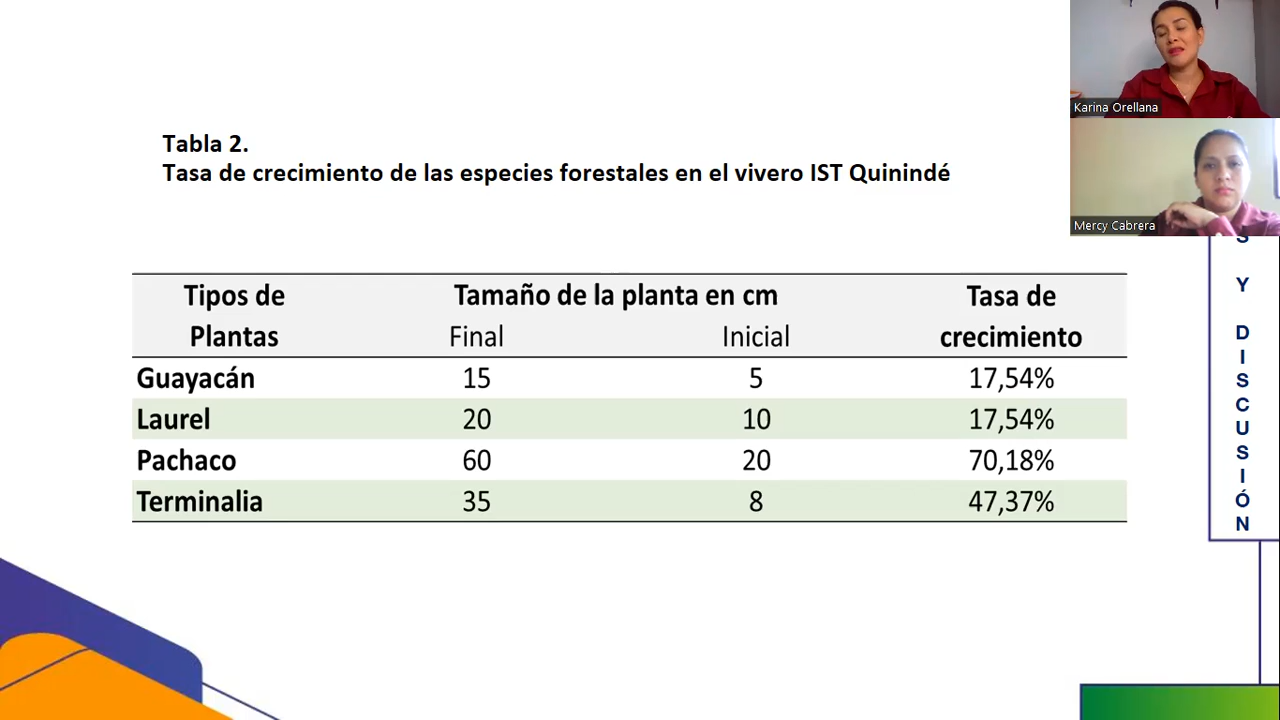 Tabla 2.
Tasa de crecimiento de las especies forestales en el vivero IST Quinindé
Tipos de Plantas Tamaño de la planta en cm Tasa de crecimiento
Final Inicial
Guayacán 15 5 17,54%
Laurel 20 10 17,54%
Pachaco 60 20 70,18%
Terminalia 35 8 47,37%
Karina Orellana
Mercy Cabrera
S Y DISCUSIÓN